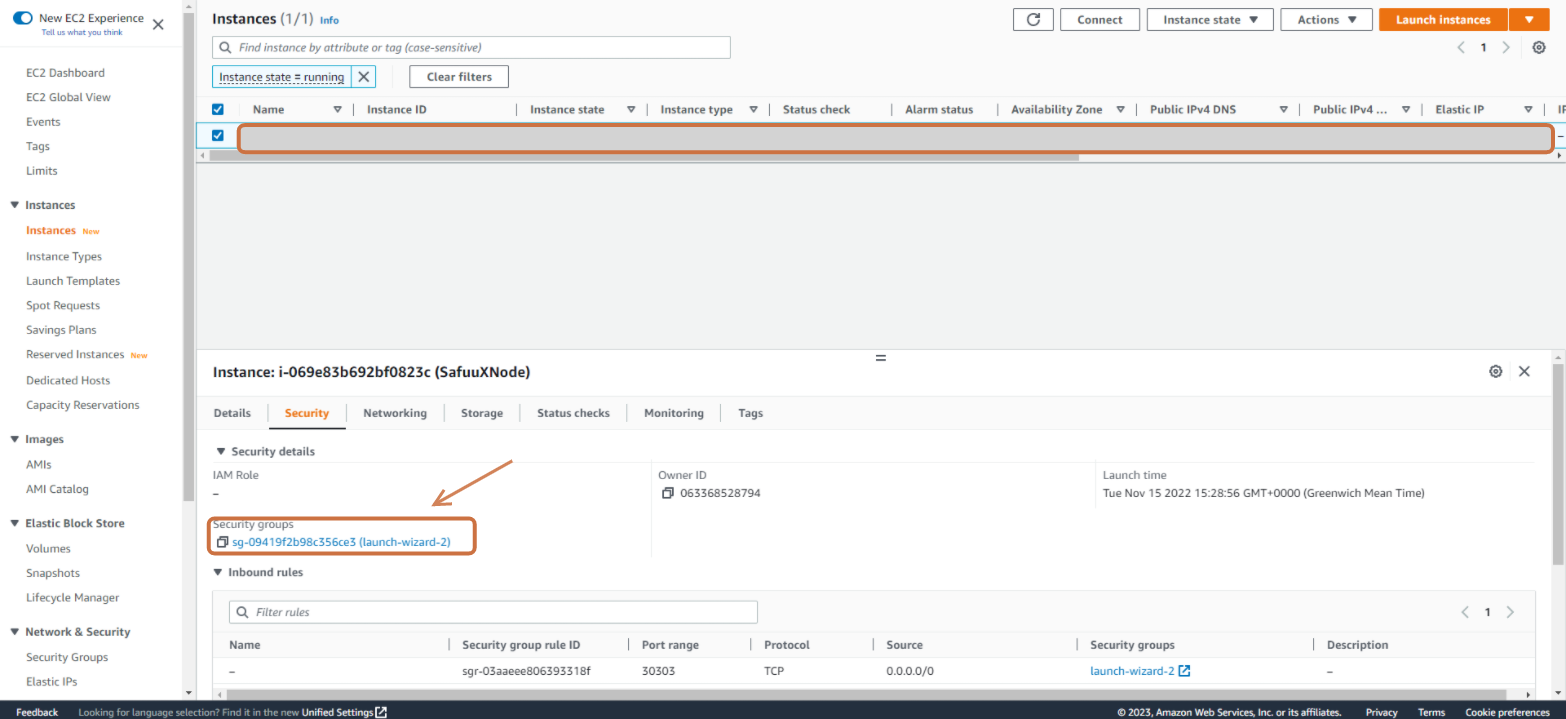 New EC2 Experience
Tell us what you think
EC2 Dashboard
EC2 Global View
Events
Tags
Limits
Instances
Instances New
Instance Types
Launch Templates
Spot Requests
Savings Plans
Reserved Instances New
Dedicated Hosts
Capacity Reservations
Images
AMIs
AMI Catalog
Elastic Block Store
Volumes
Snapshots
Lifecycle Manager
Network & Security
Security Groups
Elastic IPs
Instances (1/1) Info
Connect Instance state Actions Launch instances
Find instance by attribute or tag (case-sensitive)
1
Instance state = running
Clear filters
Name Instance ID Instance state Instance type Status check Alarm status Availability Zone Public IPv4 DNS Public IPv4 ... Elastic IP
–
Instance: i-069e83b692bf0823c (SafuuXNode)
Details Security Networking Storage Status checks Monitoring Tags
Security details
IAM Role Owner ID Launch time
– 063368528794 Tue Nov 15 2022 15:28:56 GMT+0000 (Greenwich Mean Time)
Security groups
sg-09419f2b98c356ce3 (launch-wizard-2)
Inbound rules
Filter rules
1
Name Security group rule ID Port range Protocol Source Security groups Description
– sgr-03aaeee806393318f 30303 TCP 0.0.0.0/0 launch-wizard-2 –
Feedback Looking for language selection? Find it in the new Unified Settings © 2023, Amazon Web Services, Inc. or its affiliates. Privacy Terms Cookie preferences